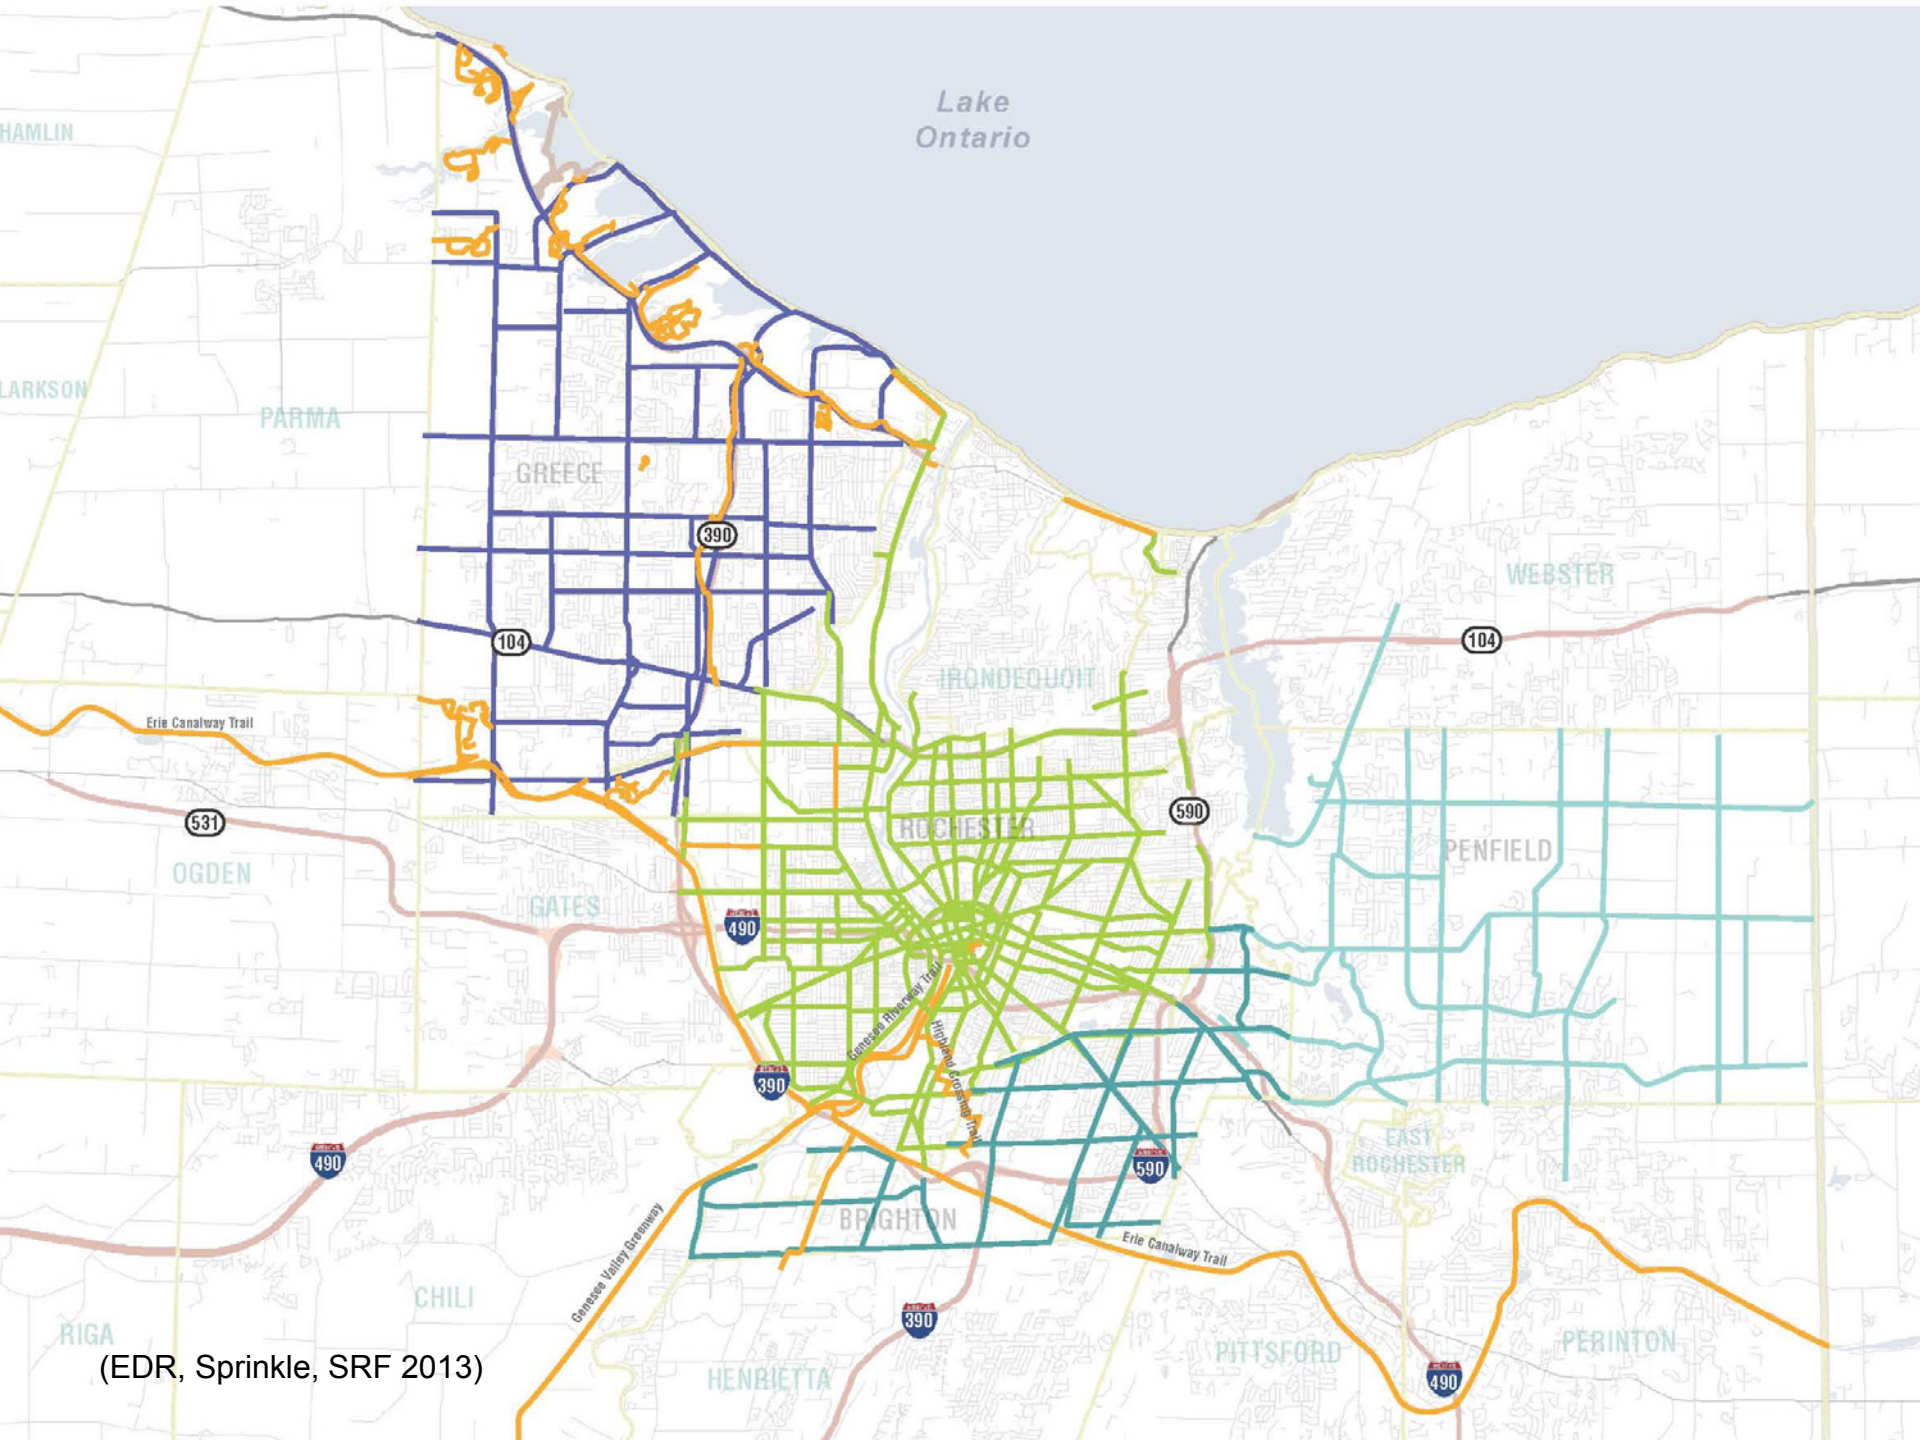 Lake
Ontario
HAMLIN
LARKSON
PARMA
GREECE
390
WEBSTER
104
104
IRONDEQUOIT
Erie Canalway Trail
531
590
ROCHESTER
PENFIELD
OGDEN
GATES
490
Genesee Riverway Trail
Highland Crossing Trail
390
490
EAST
ROCHESTER
590
BRIGHTON
Erie Canalway Trail
Genesee Valley Greenway
CHILI
390
RIGA
PITTSFORD
PERINTON
(EDR, Sprinkle, SRF 2013)
HENRIETTA
490